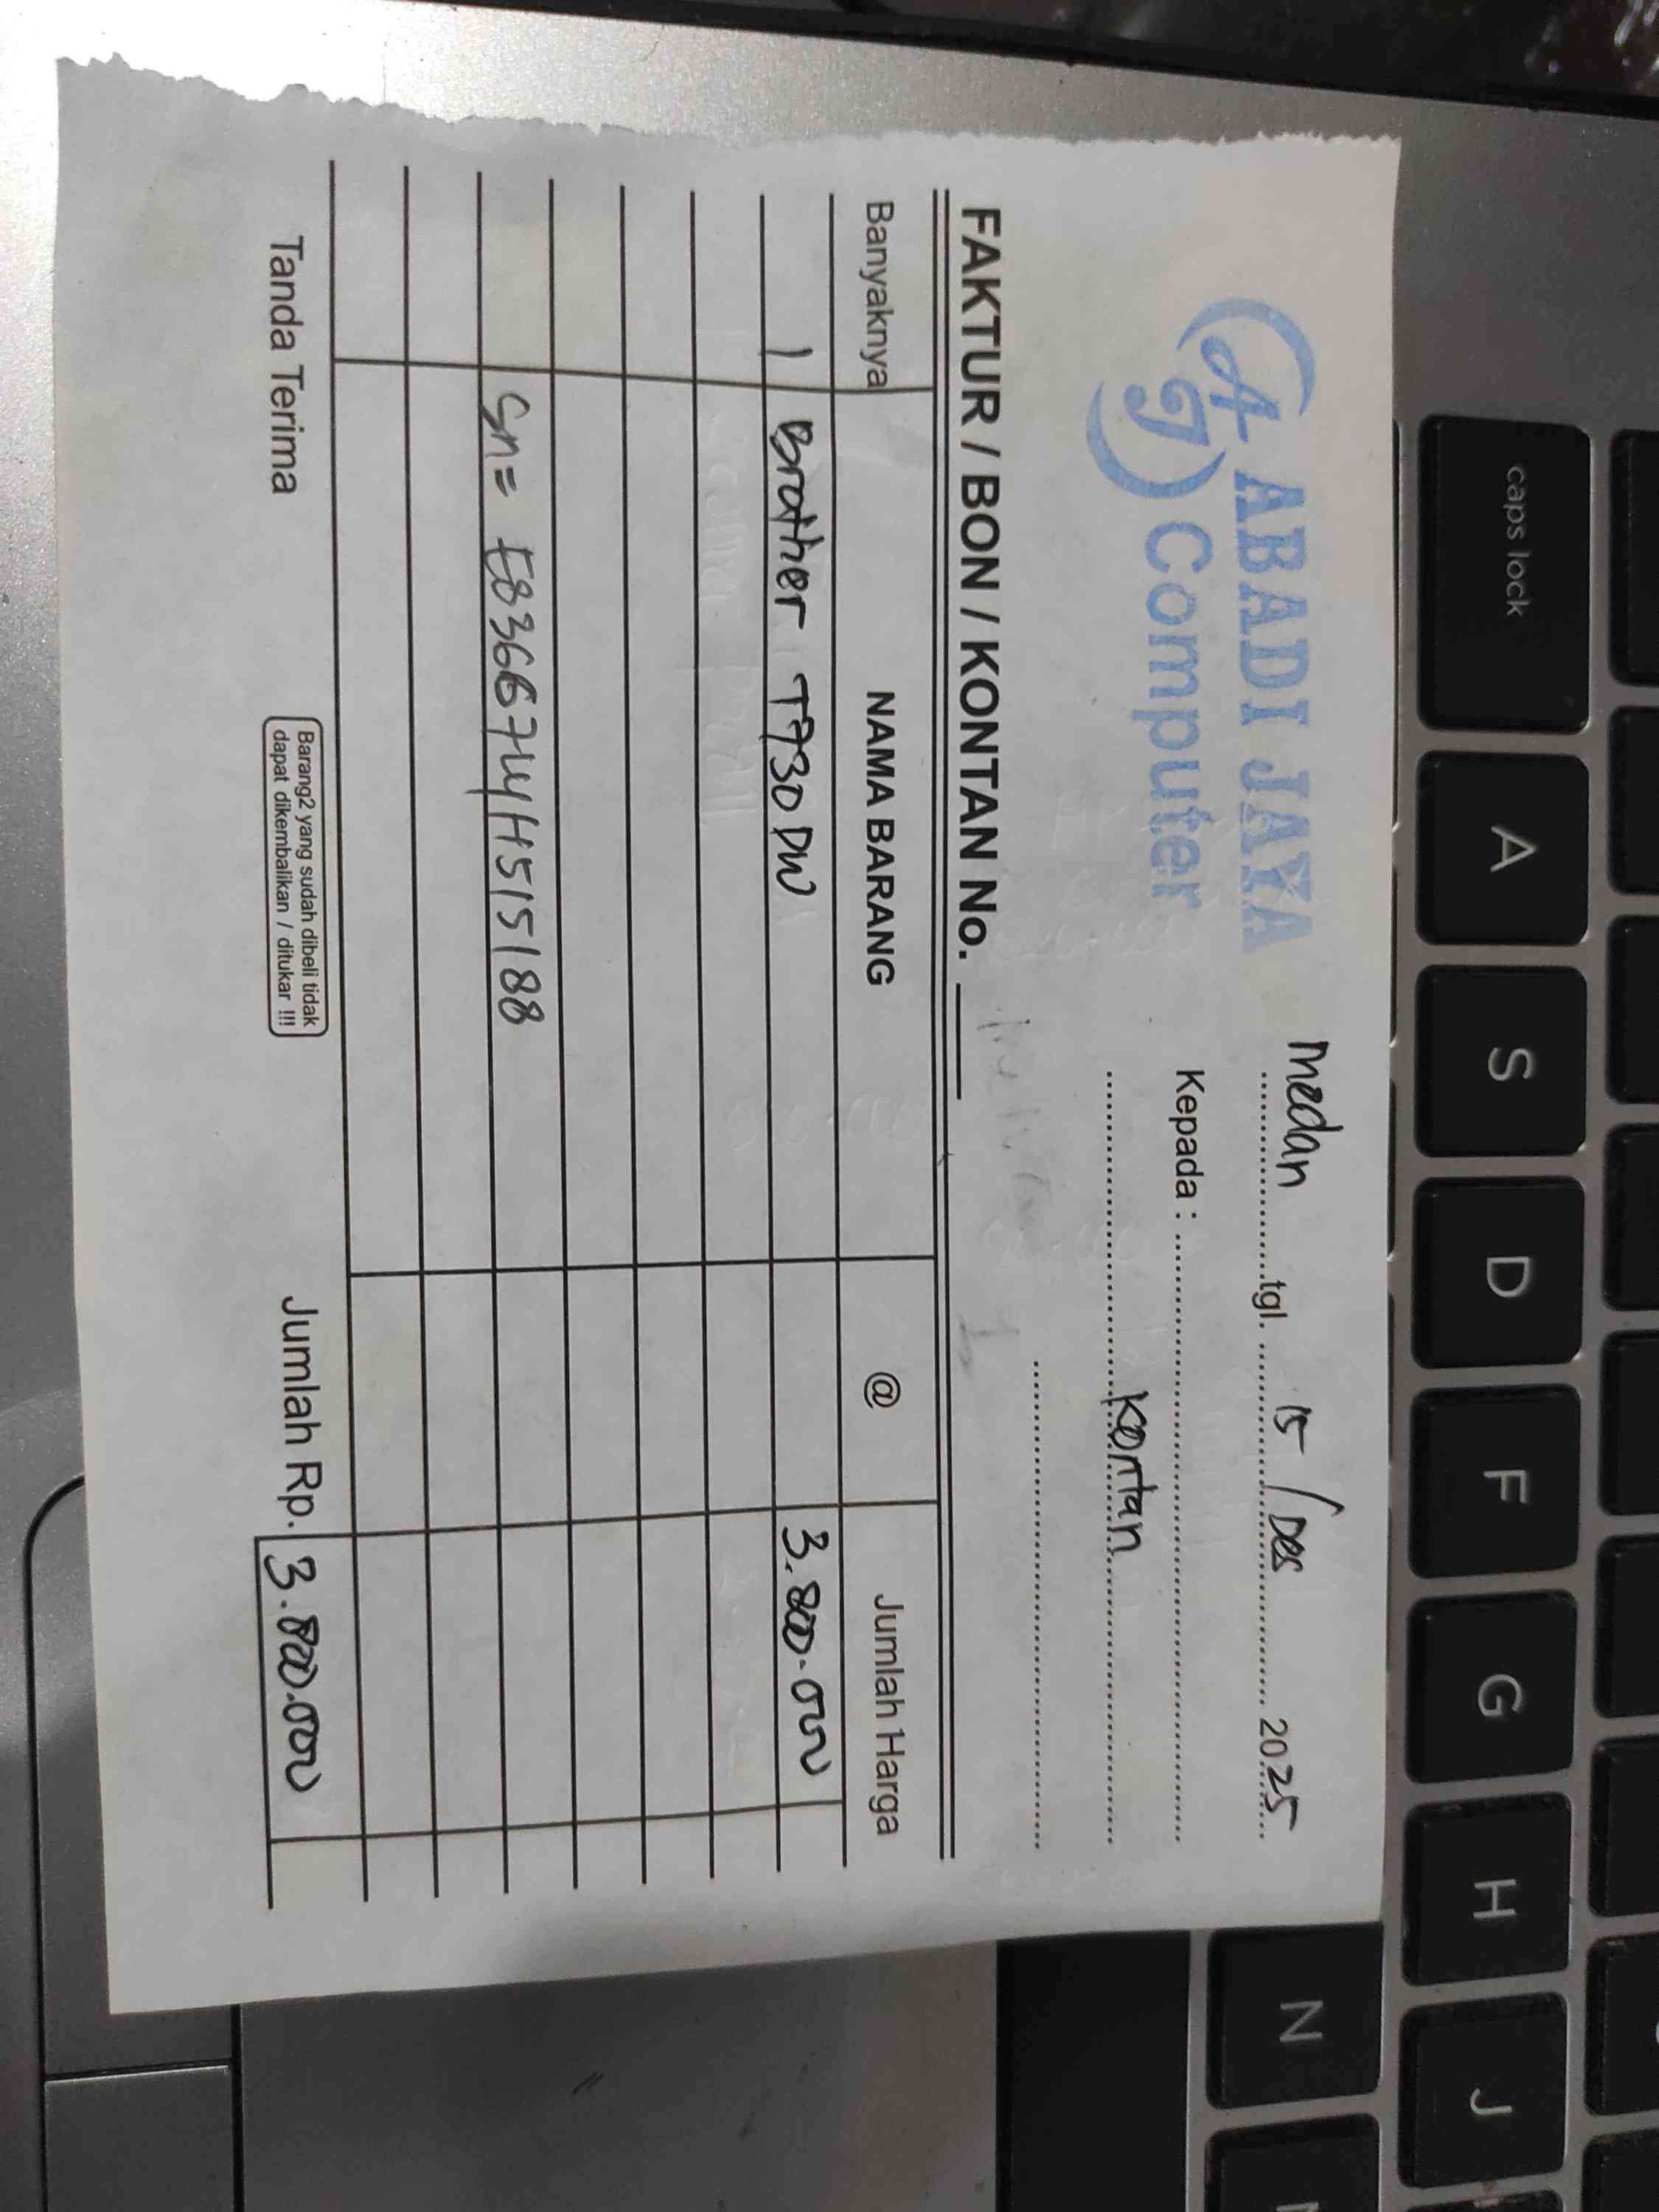 AJ ABADI JAYA
Computer
Medan tgl. 15 / Des 2025
Kepada :
Kontan
FAKTUR / BON / KONTAN No.
Banyaknya NAMA BARANG @ Jumlah Harga
1 Brother T730 DW 3.800.000
Sn= E83667L4H515188
Tanda Terima
Barang2 yang sudah dibeli tidak
dapat dikembalikan / ditukar !!!
Jumlah Rp. 3.800.000
caps lock A S D F G H J
N